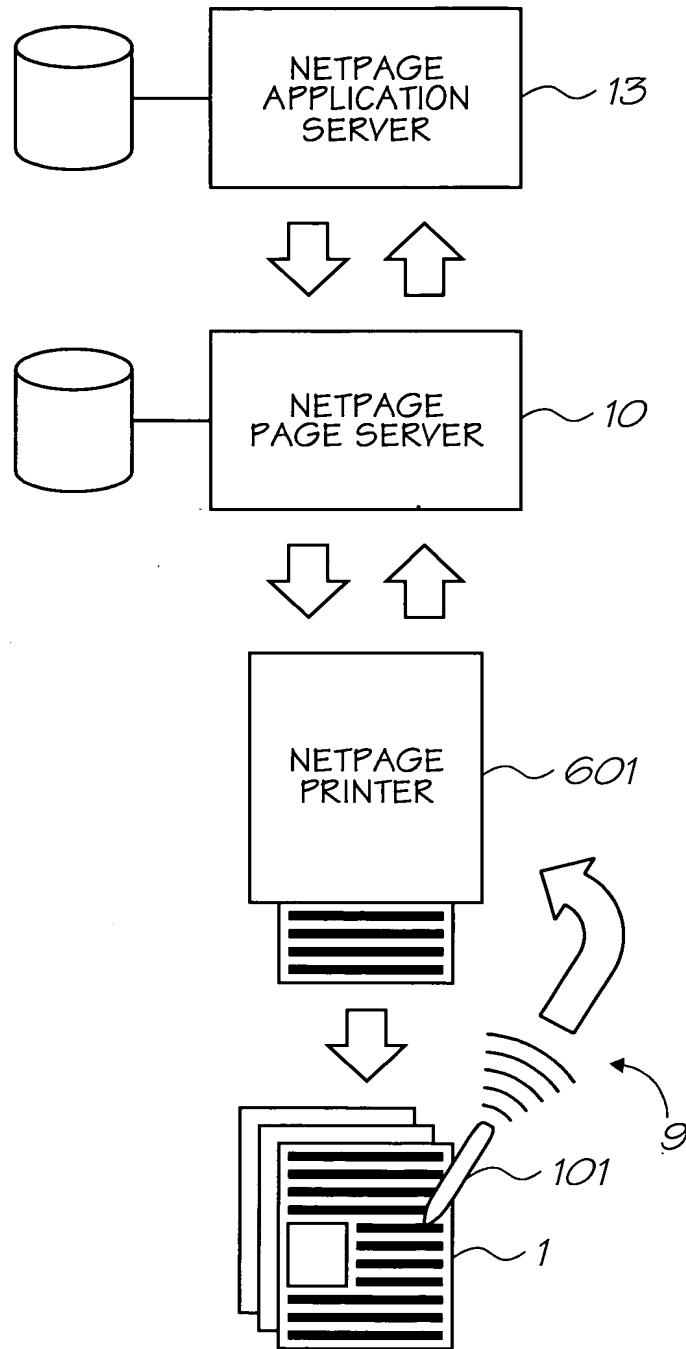 NETPAGE
APPLICATION
SERVER
13
NETPAGE
PAGE SERVER
10
NETPAGE
PRINTER
601
9
101
1